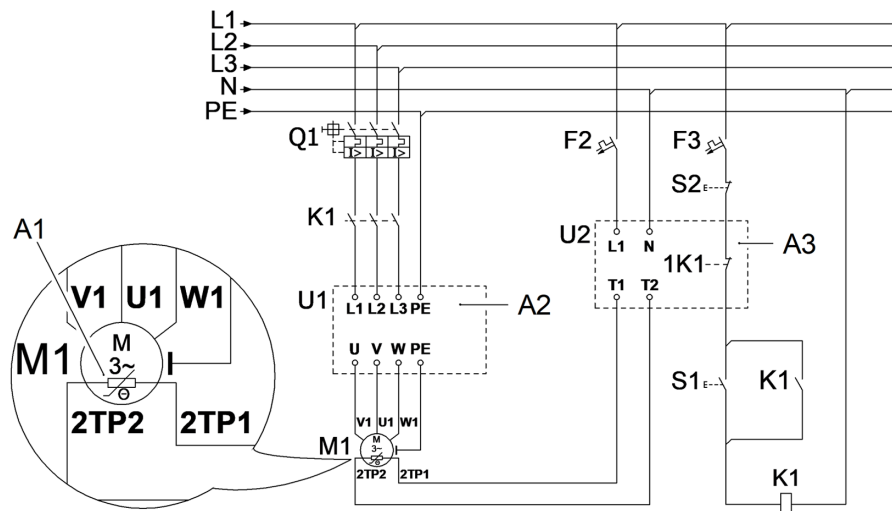 L1
L2
L3
N
PE
Q1
I> I> I>
F2
F3
S2
K1
U2
L1 N
1K1
A3
T1 T2
A1
V1 U1 W1
U1
L1 L2 L3 PE
A2
U V W PE
M1
M
3~
Θ
2TP2 2TP1
S1
K1
V1 U1 W1
M1
M
3~
2TP2 2TP1
K1